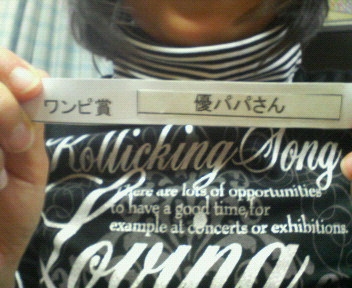 ワンピ賞 優パパさん
Rollicking Song
there are lots of opportunities
to have a good time,for
example at concerts or exhibitions.
Loving